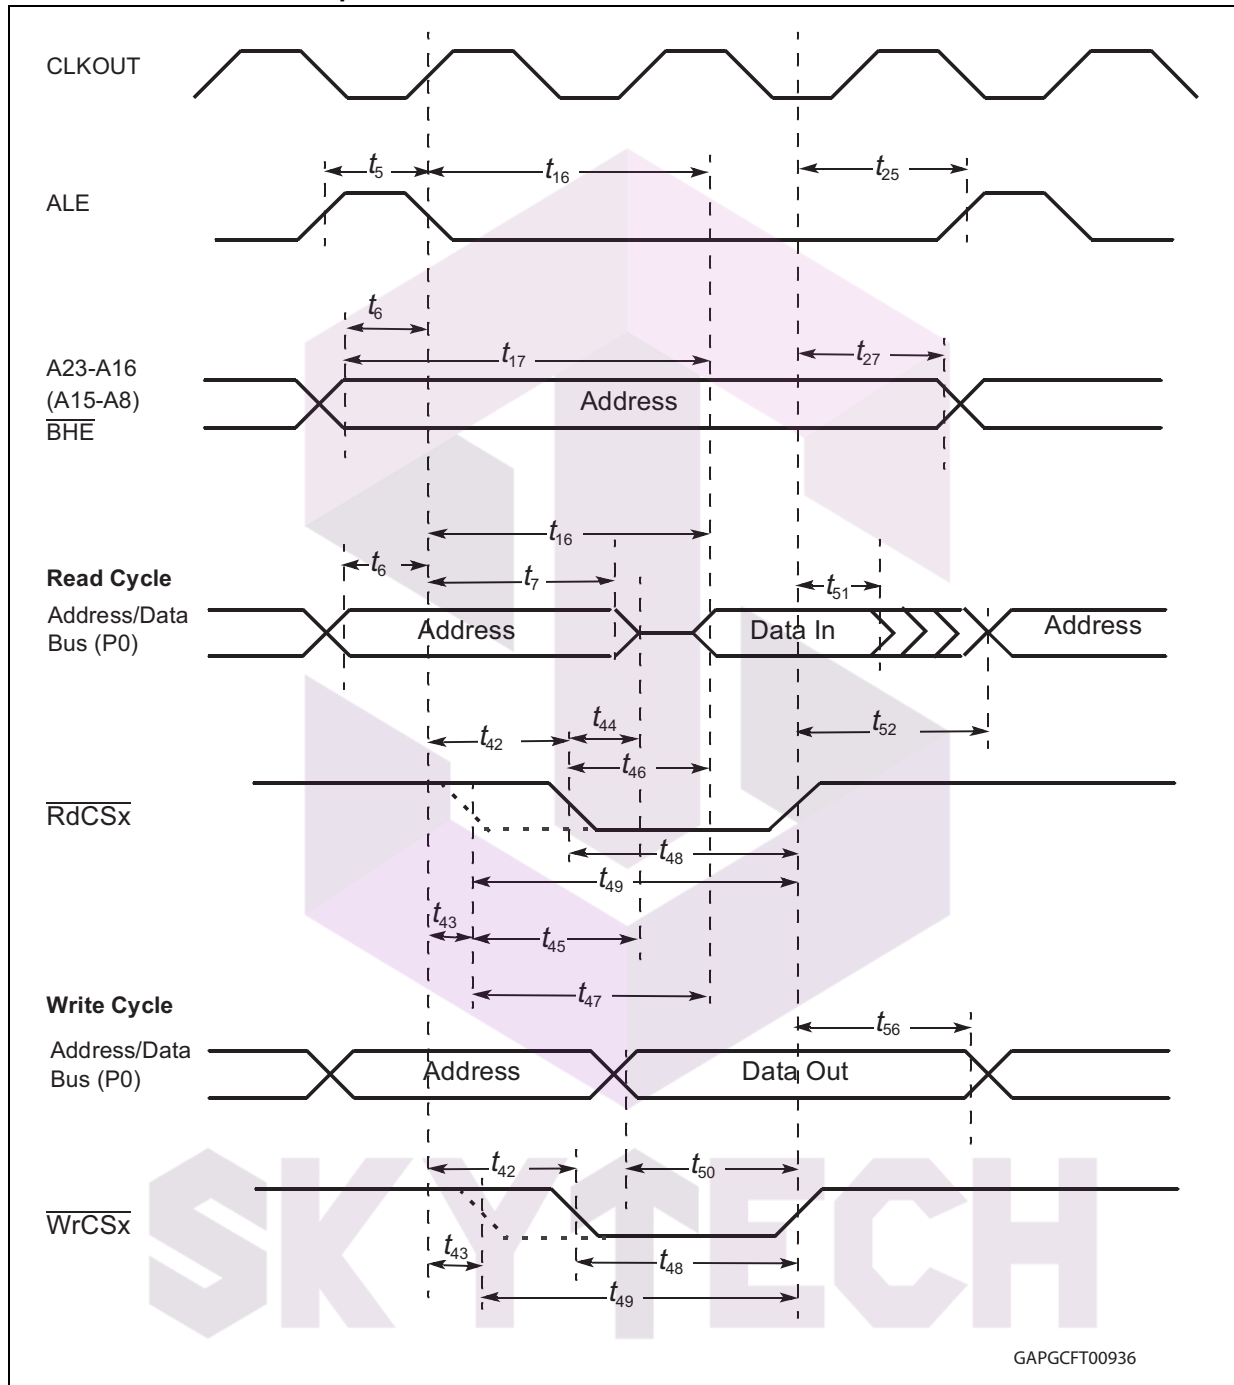 CLKOUT
t5
t16
t25
ALE
t6
t17
t27
A23-A16
(A15-A8)
BHE
Address
t16
t6
t7
t51
Read Cycle
Address/Data
Bus (P0)
Address
Data In
Address
t44
t42
t52
t46
RdCSx
t48
t49
t43
t45
t47
Write Cycle
t56
Address/Data
Bus (P0)
Address
Data Out
t42
t50
WrCSx
t43
t48
t49
SKYTECH
GAPGCFT00936